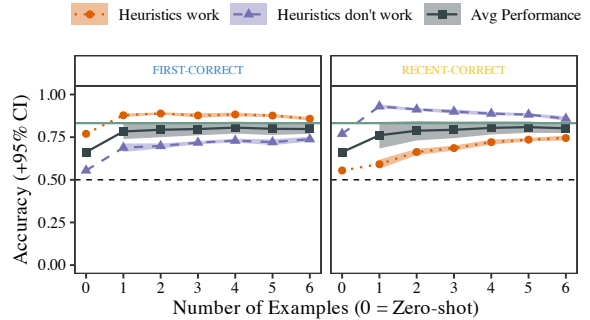 Heuristics work Heuristics don't work Avg Performance
FIRST-CORRECT RECENT-CORRECT
1.00
0.75
0.50
0.25
0.00
Accuracy (+95% CI)
0 1 2 3 4 5 6 0 1 2 3 4 5 6
Number of Examples (0 = Zero-shot)